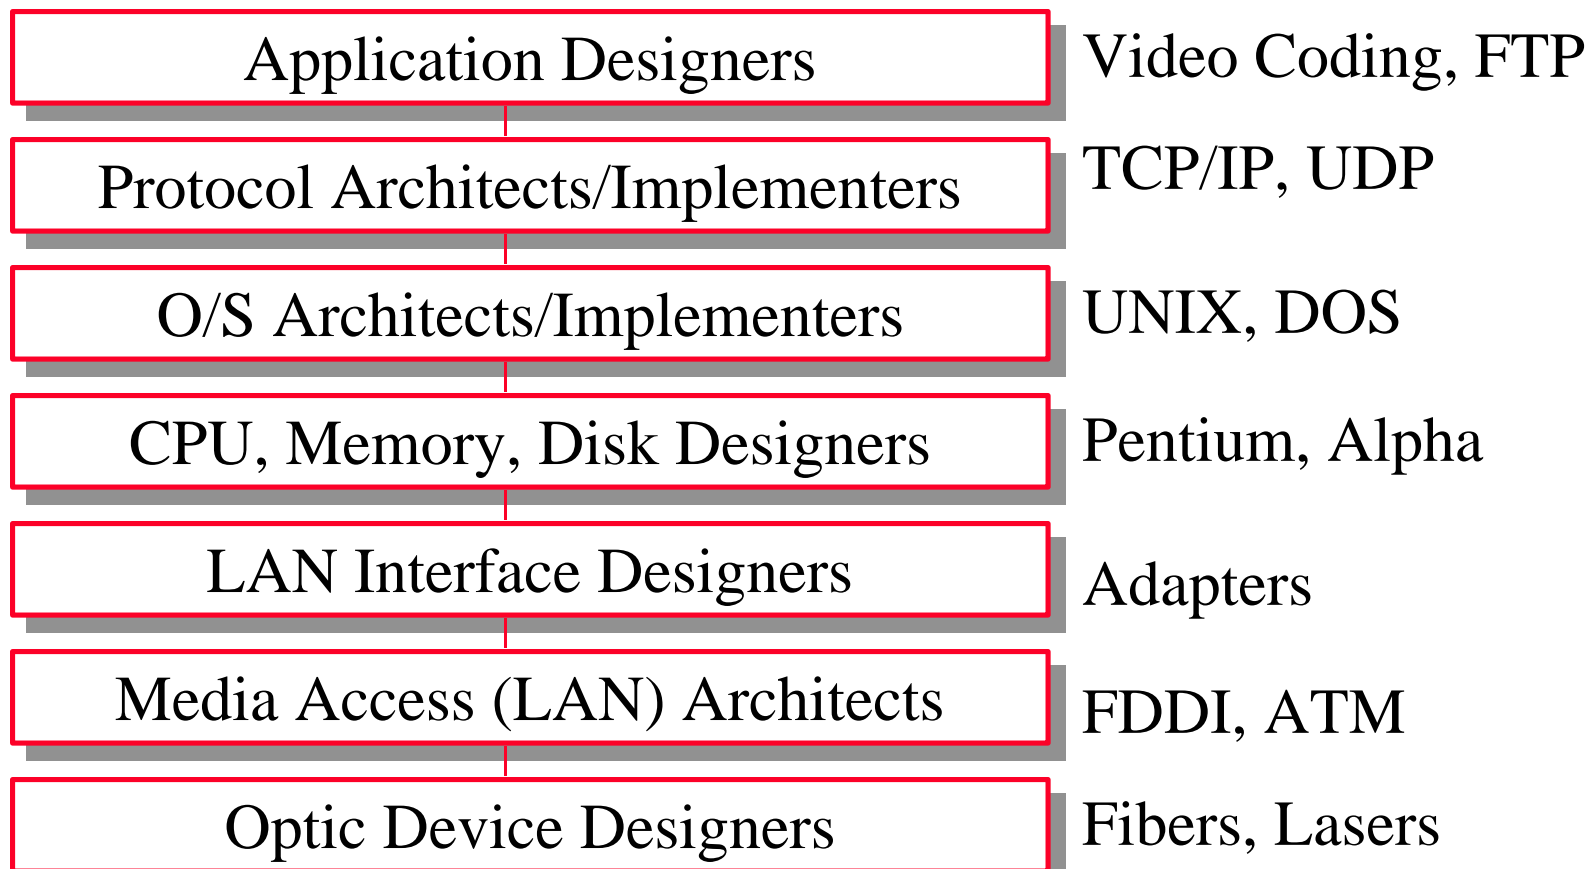 Application Designers
Video Coding, FTP
Protocol Architects/Implementers
TCP/IP, UDP
O/S Architects/Implementers
UNIX, DOS
CPU, Memory, Disk Designers
Pentium, Alpha
LAN Interface Designers
Adapters
Media Access (LAN) Architects
FDDI, ATM
Optic Device Designers
Fibers, Lasers